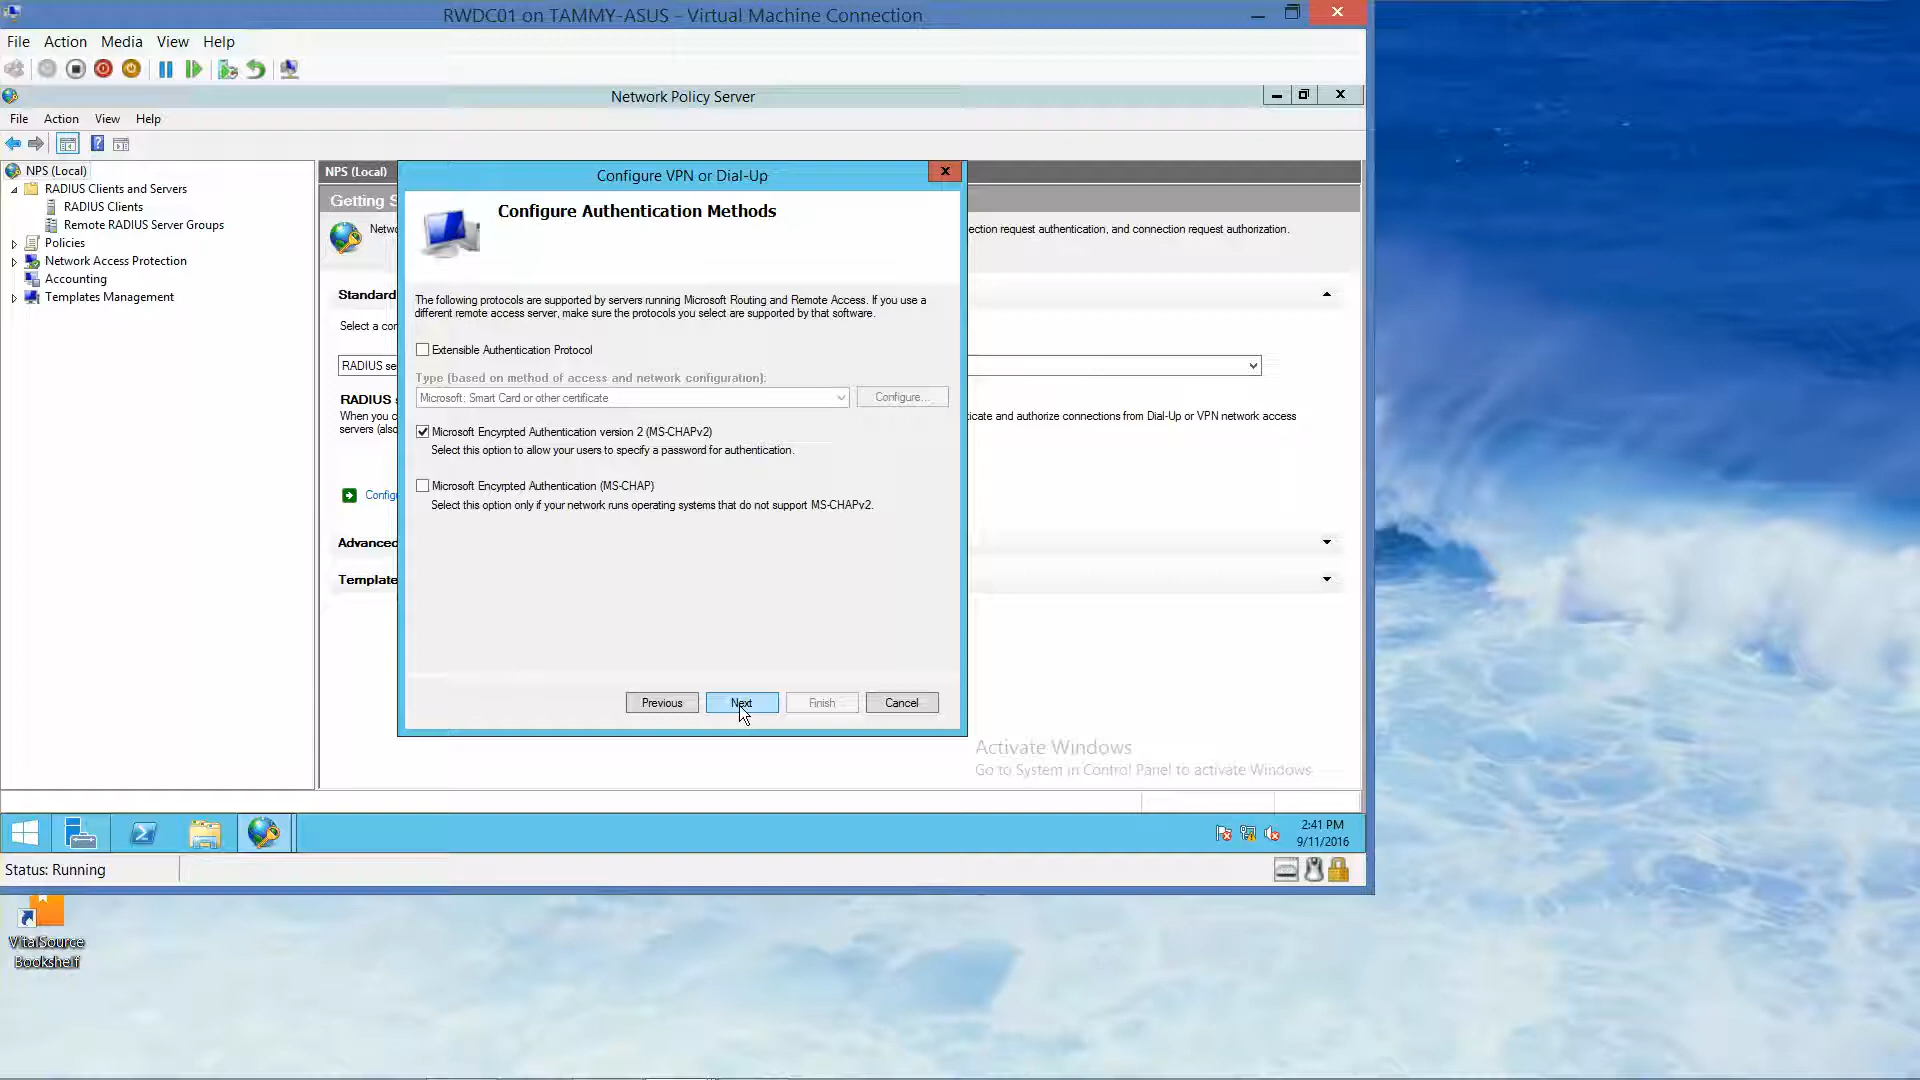 RWDC01 on TAMMY-ASUS - Virtual Machine Connection
File Action Media View Help
Network Policy Server
File Action View Help
NPS (Local)
RADIUS Clients and Servers
RADIUS Clients
Remote RADIUS Server Groups
Policies
Network Access Protection
Accounting
Templates Management
NPS (Local)
Getting S
Netwo
ection request authentication, and connection request authorization.
Standard
Select a con
RADIUS se
RADIUS s
When you c
icate and authorize connections from Dial-Up or VPN network access
servers (also
Config
Advanced
Template
Configure VPN or Dial-Up
Configure Authentication Methods
The following protocols are supported by servers running Microsoft Routing and Remote Access. If you use a
different remote access server, make sure the protocols you select are supported by that software.
Extensible Authentication Protocol
Type (based on method of access and network configuration):
Microsoft: Smart Card or other certificate
Configure...
Microsoft Encyrpted Authentication version 2 (MS-CHAPv2)
Select this option to allow your users to specify a password for authentication.
Microsoft Encyrpted Authentication (MS-CHAP)
Select this option only if your network runs operating systems that do not support MS-CHAPv2.
Previous Next Finish Cancel
Activate Windows
Go to System in Control Panel to activate Windows
2:41 PM
9/11/2016
Status: Running
VitalSource
Bookshelf